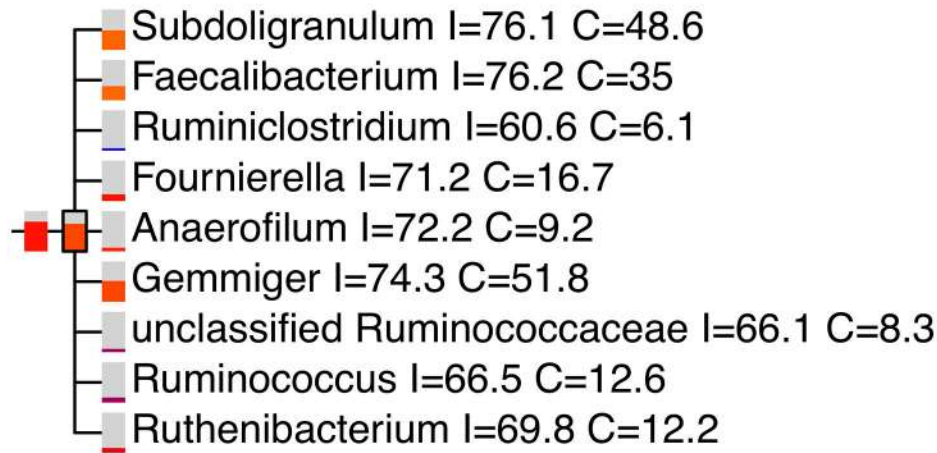 Subdoligranulum I=76.1 C=48.6
Faecalibacterium I=76.2 C=35
Ruminiclostridium I=60.6 C=6.1
Fournierella I=71.2 C=16.7
Anaerofilum I=72.2 C=9.2
Gemmiger I=74.3 C=51.8
unclassified Ruminococcaceae I=66.1 C=8.3
Ruminococcus I=66.5 C=12.6
Ruthenibacterium I=69.8 C=12.2